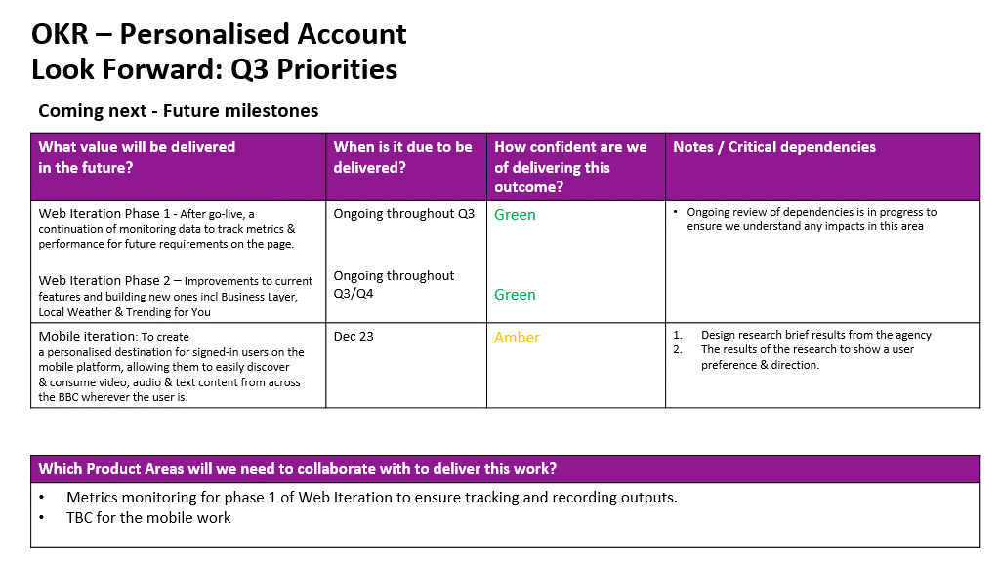 OKR – Personalised Account
Look Forward: Q3 Priorities
Coming next - Future milestones
What value will be delivered
in the future?
When is it due to be
delivered?
How confident are we
of delivering this
outcome?
Notes / Critical dependencies
Web Iteration Phase 1 - After go-live, a
continuation of monitoring data to track metrics &
performance for future requirements on the page.
Ongoing throughout Q3
Green
• Ongoing review of dependencies is in progress to
ensure we understand any impacts in this area
Web Iteration Phase 2 – Improvements to current
features and building new ones incl Business Layer,
Local Weather & Trending for You
Ongoing throughout
Q3/Q4
Green
Mobile iteration: To create
a personalised destination for signed-in users on the
mobile platform, allowing them to easily discover
& consume video, audio & text content from across
the BBC wherever the user is.
Dec 23
Amber
1. Design research brief results from the agency
2. The results of the research to show a user
preference & direction.
Which Product Areas will we need to collaborate with to deliver this work?
• Metrics monitoring for phase 1 of Web Iteration to ensure tracking and recording outputs.
• TBC for the mobile work